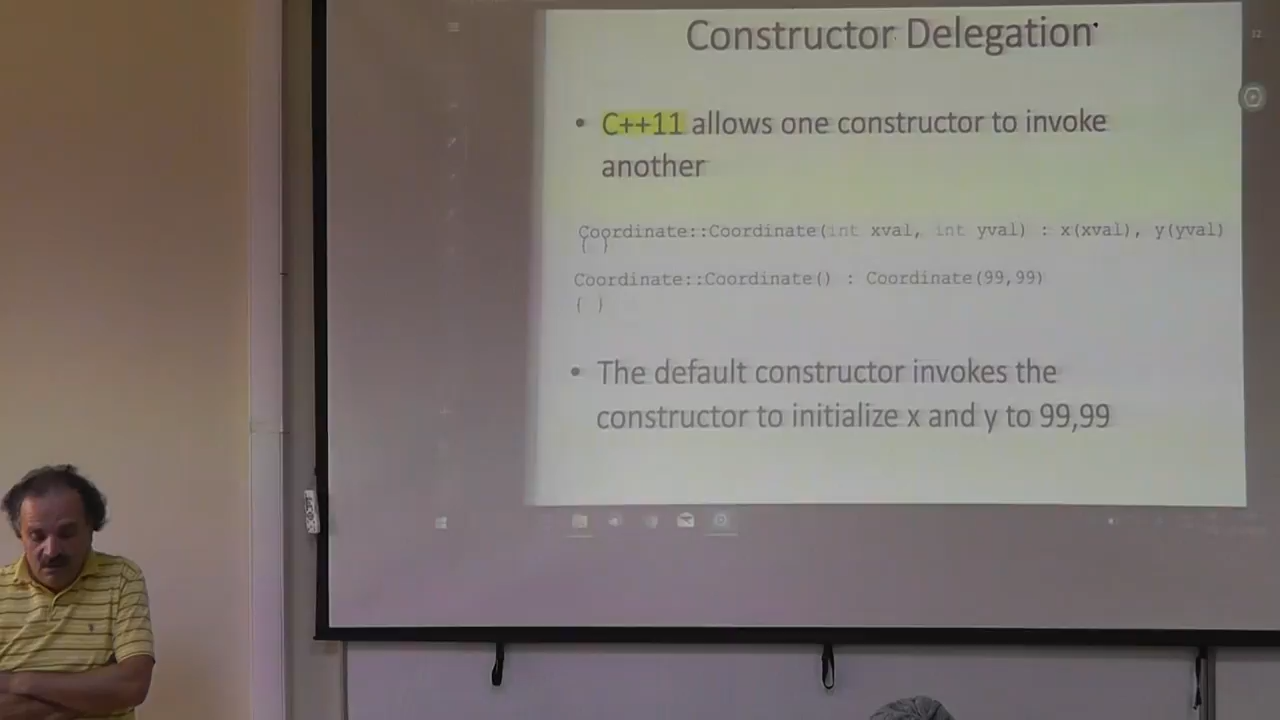 Constructor Delegation
• C++11 allows one constructor to invoke
another
Coordinate::Coordinate(int xval, int yval) : x(xval), y(yval)
{ }
Coordinate::Coordinate() : Coordinate(99,99)
{ }
• The default constructor invokes the
constructor to initialize x and y to 99,99
12